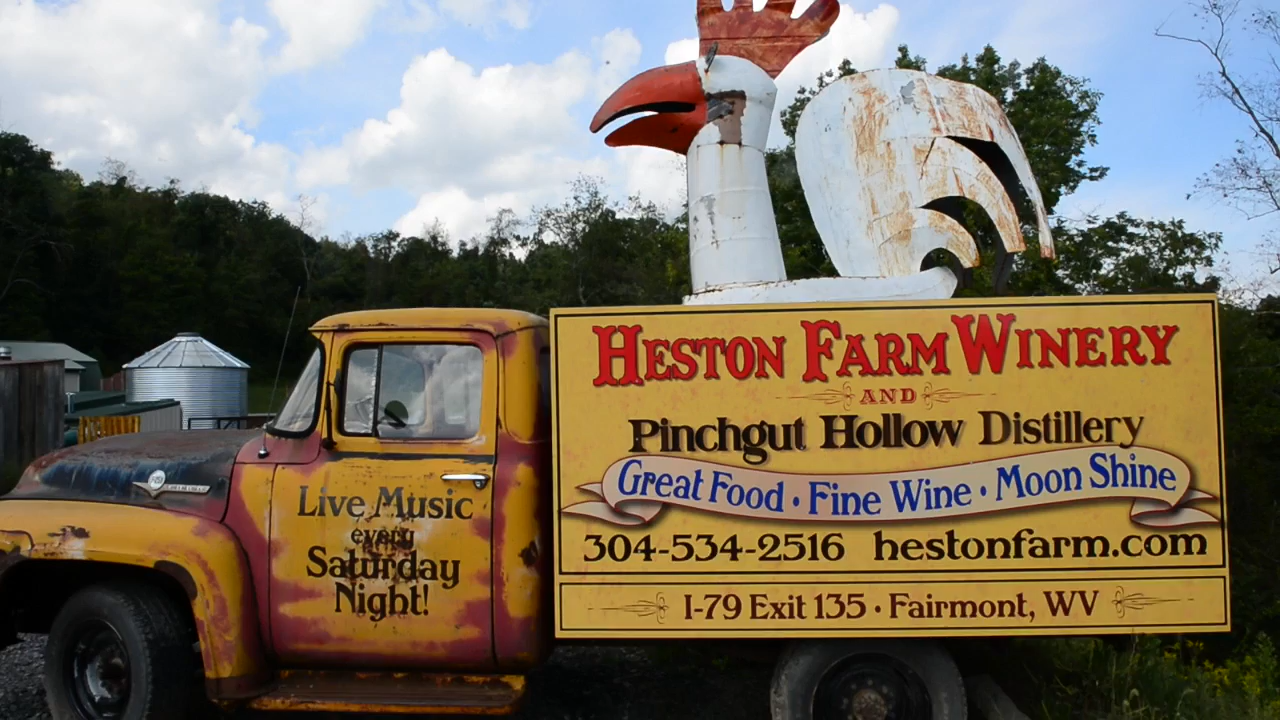 Heston Farm Winery
AND
Pinchgut Hollow Distillery
Great Food · Fine Wine · Moon Shine
304-534-2516 hestonfarm.com
I-79 Exit 135 · Fairmont, WV
Live Music
every
Saturday
Night!